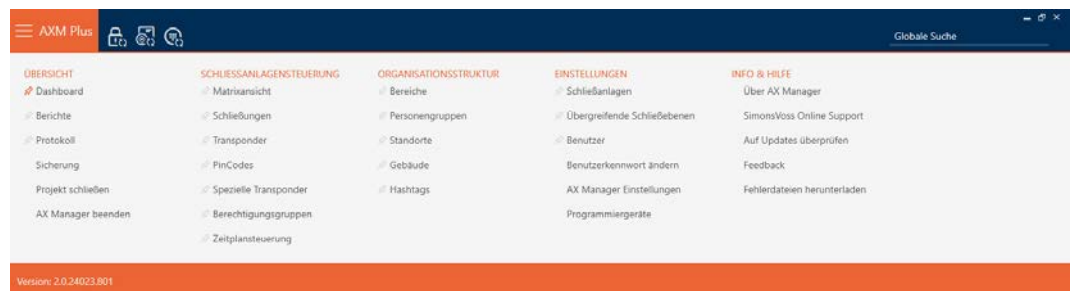 AXM Plus
Globale Suche
ÜBERSICHT
Dashboard
Berichte
Protokoll
Sicherung
Projekt schließen
AX Manager beenden
SCHLIESSANLAGENSTEUERUNG
Matrixansicht
Schließungen
Transponder
PinCodes
Spezielle Transponder
Berechtigungsgruppen
Zeitplansteuerung
ORGANISATIONSSTRUKTUR
Bereiche
Personengruppen
Standorte
Gebäude
Hashtags
EINSTELLUNGEN
Schließanlagen
Übergreifende Schließebenen
Benutzer
Benutzerkennwort ändern
AX Manager Einstellungen
Programmiergeräte
INFO & HILFE
Über AX Manager
SimonsVoss Online Support
Auf Updates überprüfen
Feedback
Fehlerdateien herunterladen
Version: 2.0.24023.801